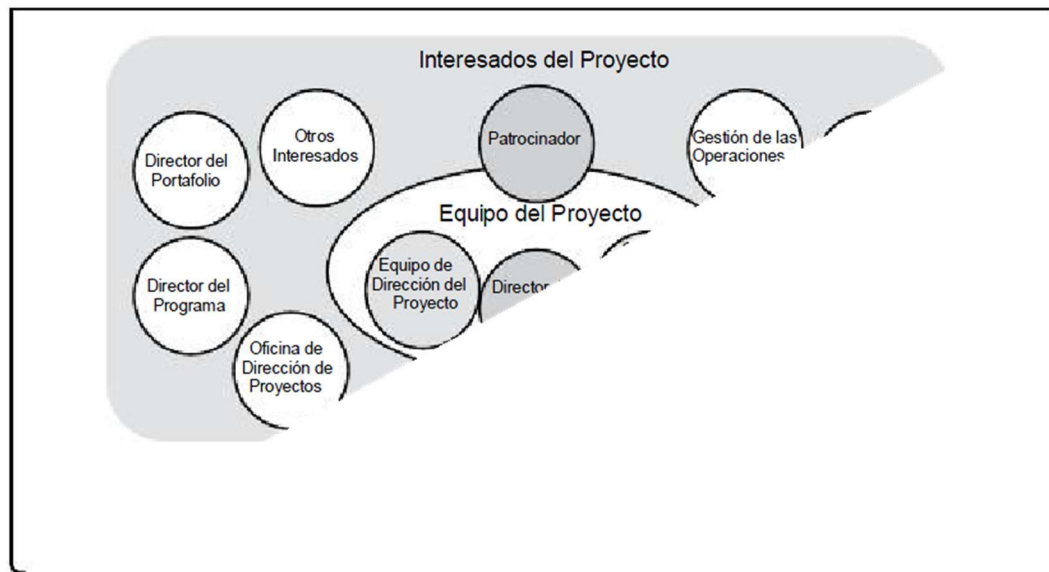 Interesados del Proyecto
Otros
Interesados
Patrocinador
Gestión de las
Operaciones
Director del
Portafolio
Equipo del Proyecto
Equipo de
Dirección del
Proyecto
Director
Director del
Programa
Oficina de
Dirección de
Proyectos